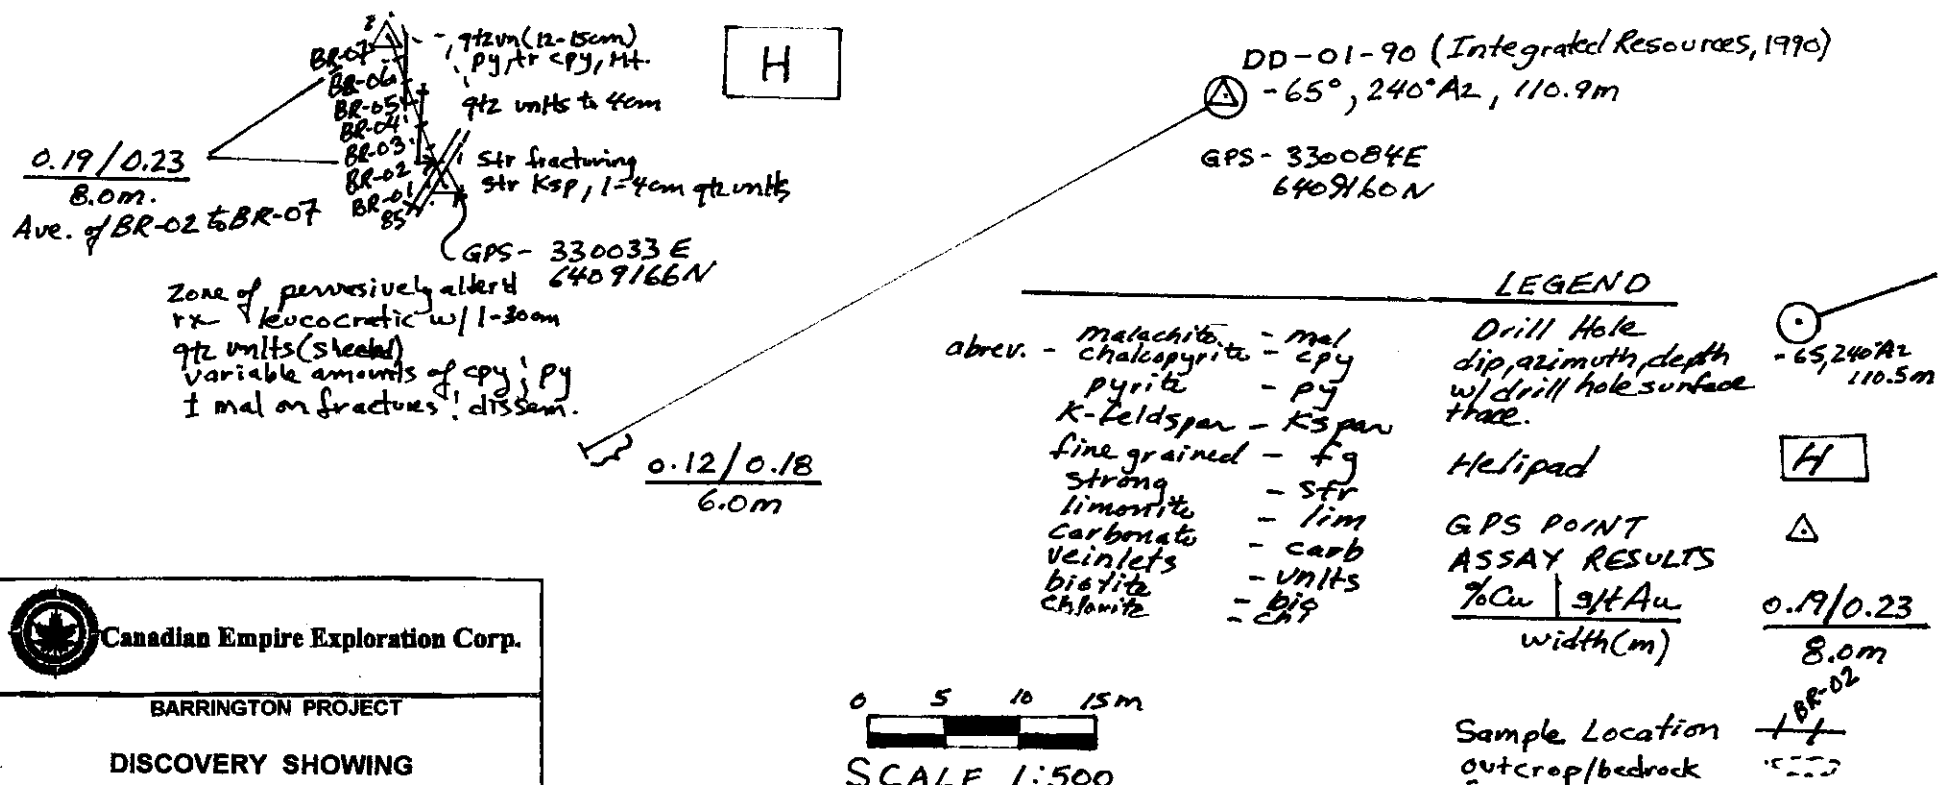 BR-07
BR-06
BR-05
BR-04
BR-03
BR-02
BR-01
85
qtzvn (12-15cm)
py, tr cpy, Mt.
qtz vnlts to 4cm
str fracturing
str Ksp, 1-4cm qtz vnlts
H
0.19/0.23
8.0m.
Ave. of BR-02 to BR-07
GPS - 330033 E
6409166N
Zone of pervasively alter'd
rx leucocratic w/ 1-30cm
qtz vnlts (sheeted)
variable amounts of cpy; py
± mal on fractures; dissem.
DD-01-90 (Integrated Resources, 1990)
-65°, 240°Az, 110.9m
GPS - 330084E
6409160N
0.12/0.18
6.0m
LEGEND
abrev. - malachite - mal
chalcopyrite - cpy
pyrite - py
K-feldspar - Kspar
fine grained - fg
strong - str
limonite - lim
carbonate - carb
veinlets - vnlts
biotite - bio
chlorite - chl
Drill Hole
dip, azimuth, depth
w/ drill hole surface
trace.
-65, 240°Az
110.5m
Helipad
H
GPS POINT
ASSAY RESULTS
%Cu | g/t Au
width (m)
0.19/0.23
8.0m
Sample Location
BR-02
outcrop/bedrock
Canadian Empire Exploration Corp.
BARRINGTON PROJECT
DISCOVERY SHOWING
0 5 10 15m
SCALE 1:500